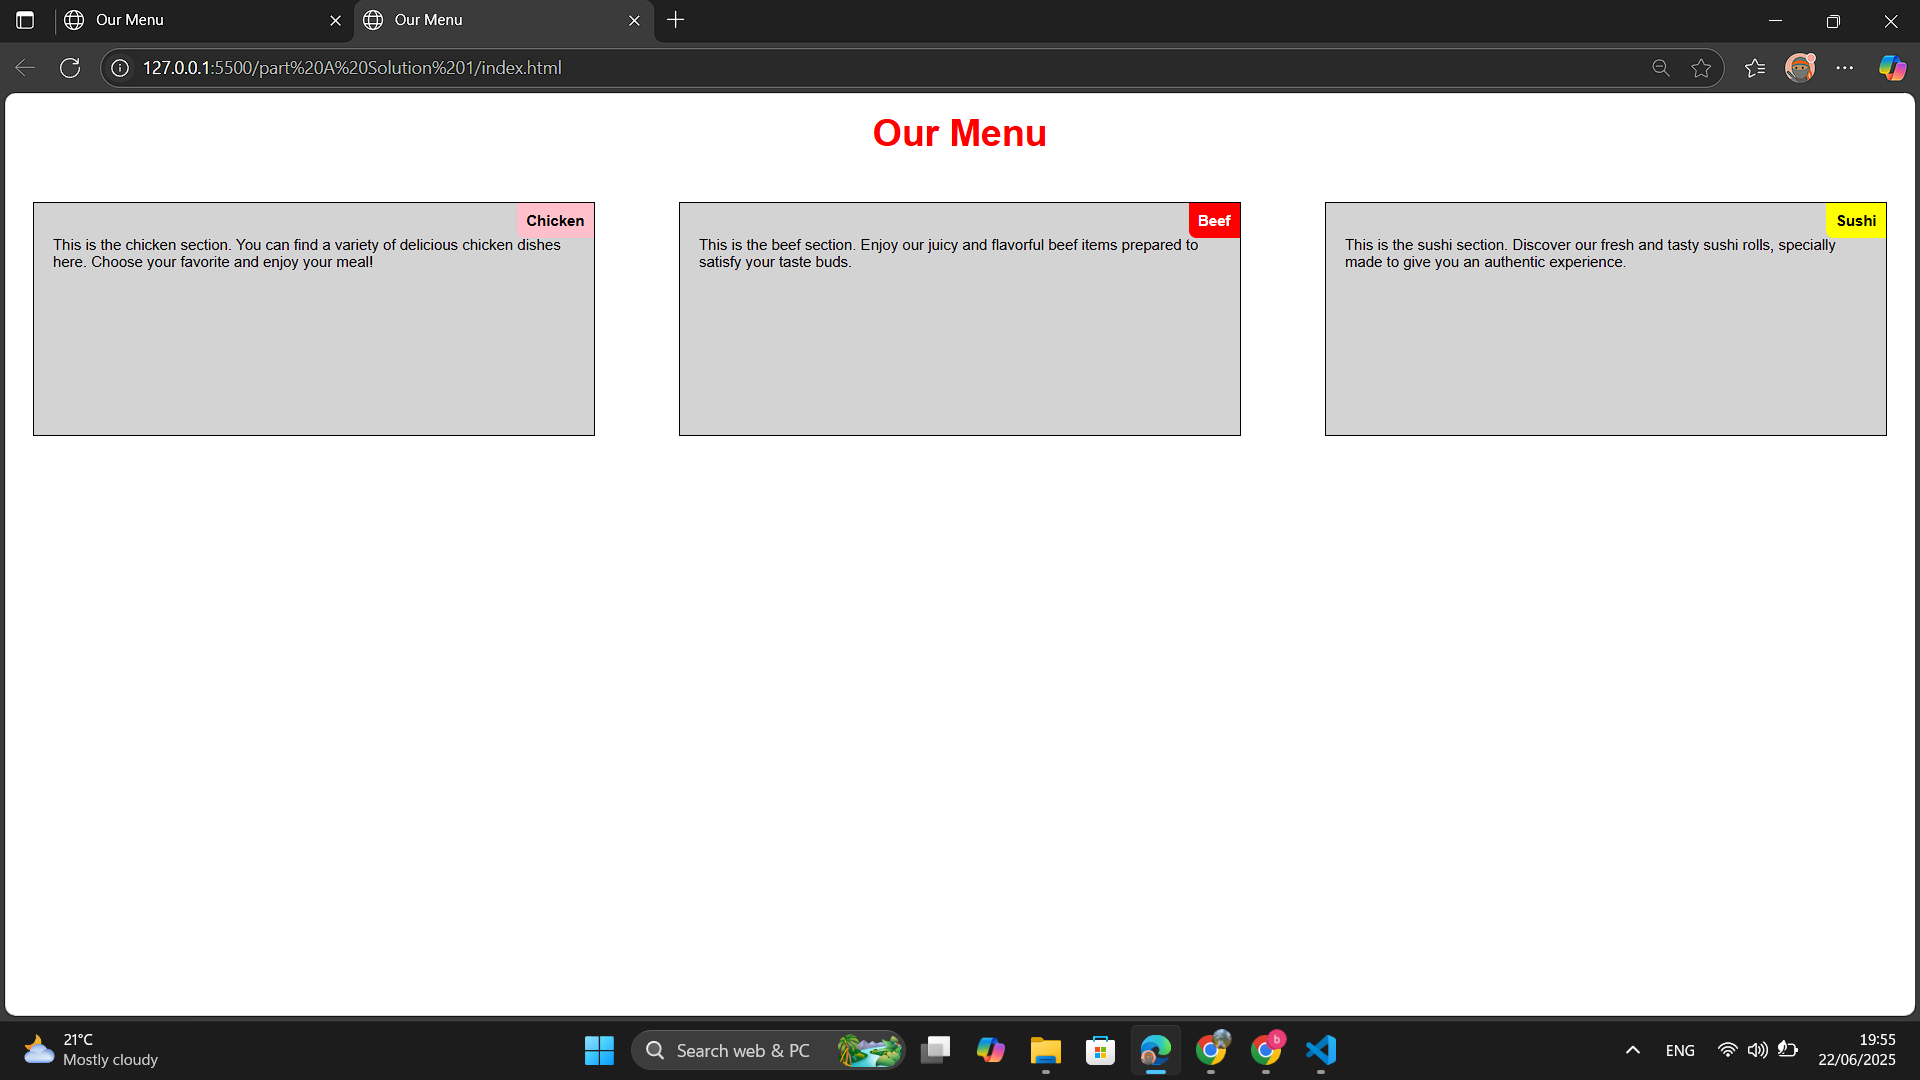 Our Menu
Our Menu
127.0.0.1:5500/part%20A%20Solution%201/index.html
Our Menu
Chicken
This is the chicken section. You can find a variety of delicious chicken dishes
here. Choose your favorite and enjoy your meal!
Beef
This is the beef section. Enjoy our juicy and flavorful beef items prepared to
satisfy your taste buds.
Sushi
This is the sushi section. Discover our fresh and tasty sushi rolls, specially
made to give you an authentic experience.
21°C
Mostly cloudy
Search web & PC
b
ENG
19:55
22/06/2025